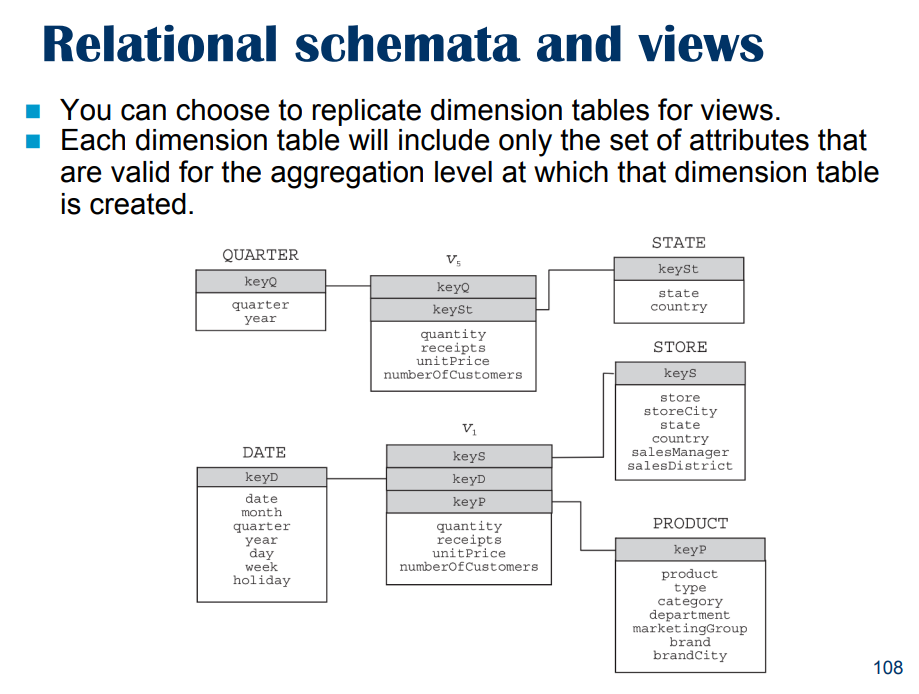 Relational schemata and views
You can choose to replicate dimension tables for views.
Each dimension table will include only the set of attributes that
are valid for the aggregation level at which that dimension table
is created.
QUARTER
keyQ
quarter
year
V5
keyQ
keySt
quantity
receipts
unitPrice
numberOfCustomers
STATE
keySt
state
country
STORE
keyS
store
storeCity
state
country
salesManager
salesDistrict
DATE
keyD
date
month
quarter
year
day
week
holiday
V1
keyS
keyD
keyP
quantity
receipts
unitPrice
numberOfCustomers
PRODUCT
keyP
product
type
category
department
marketingGroup
brand
brandCity
108